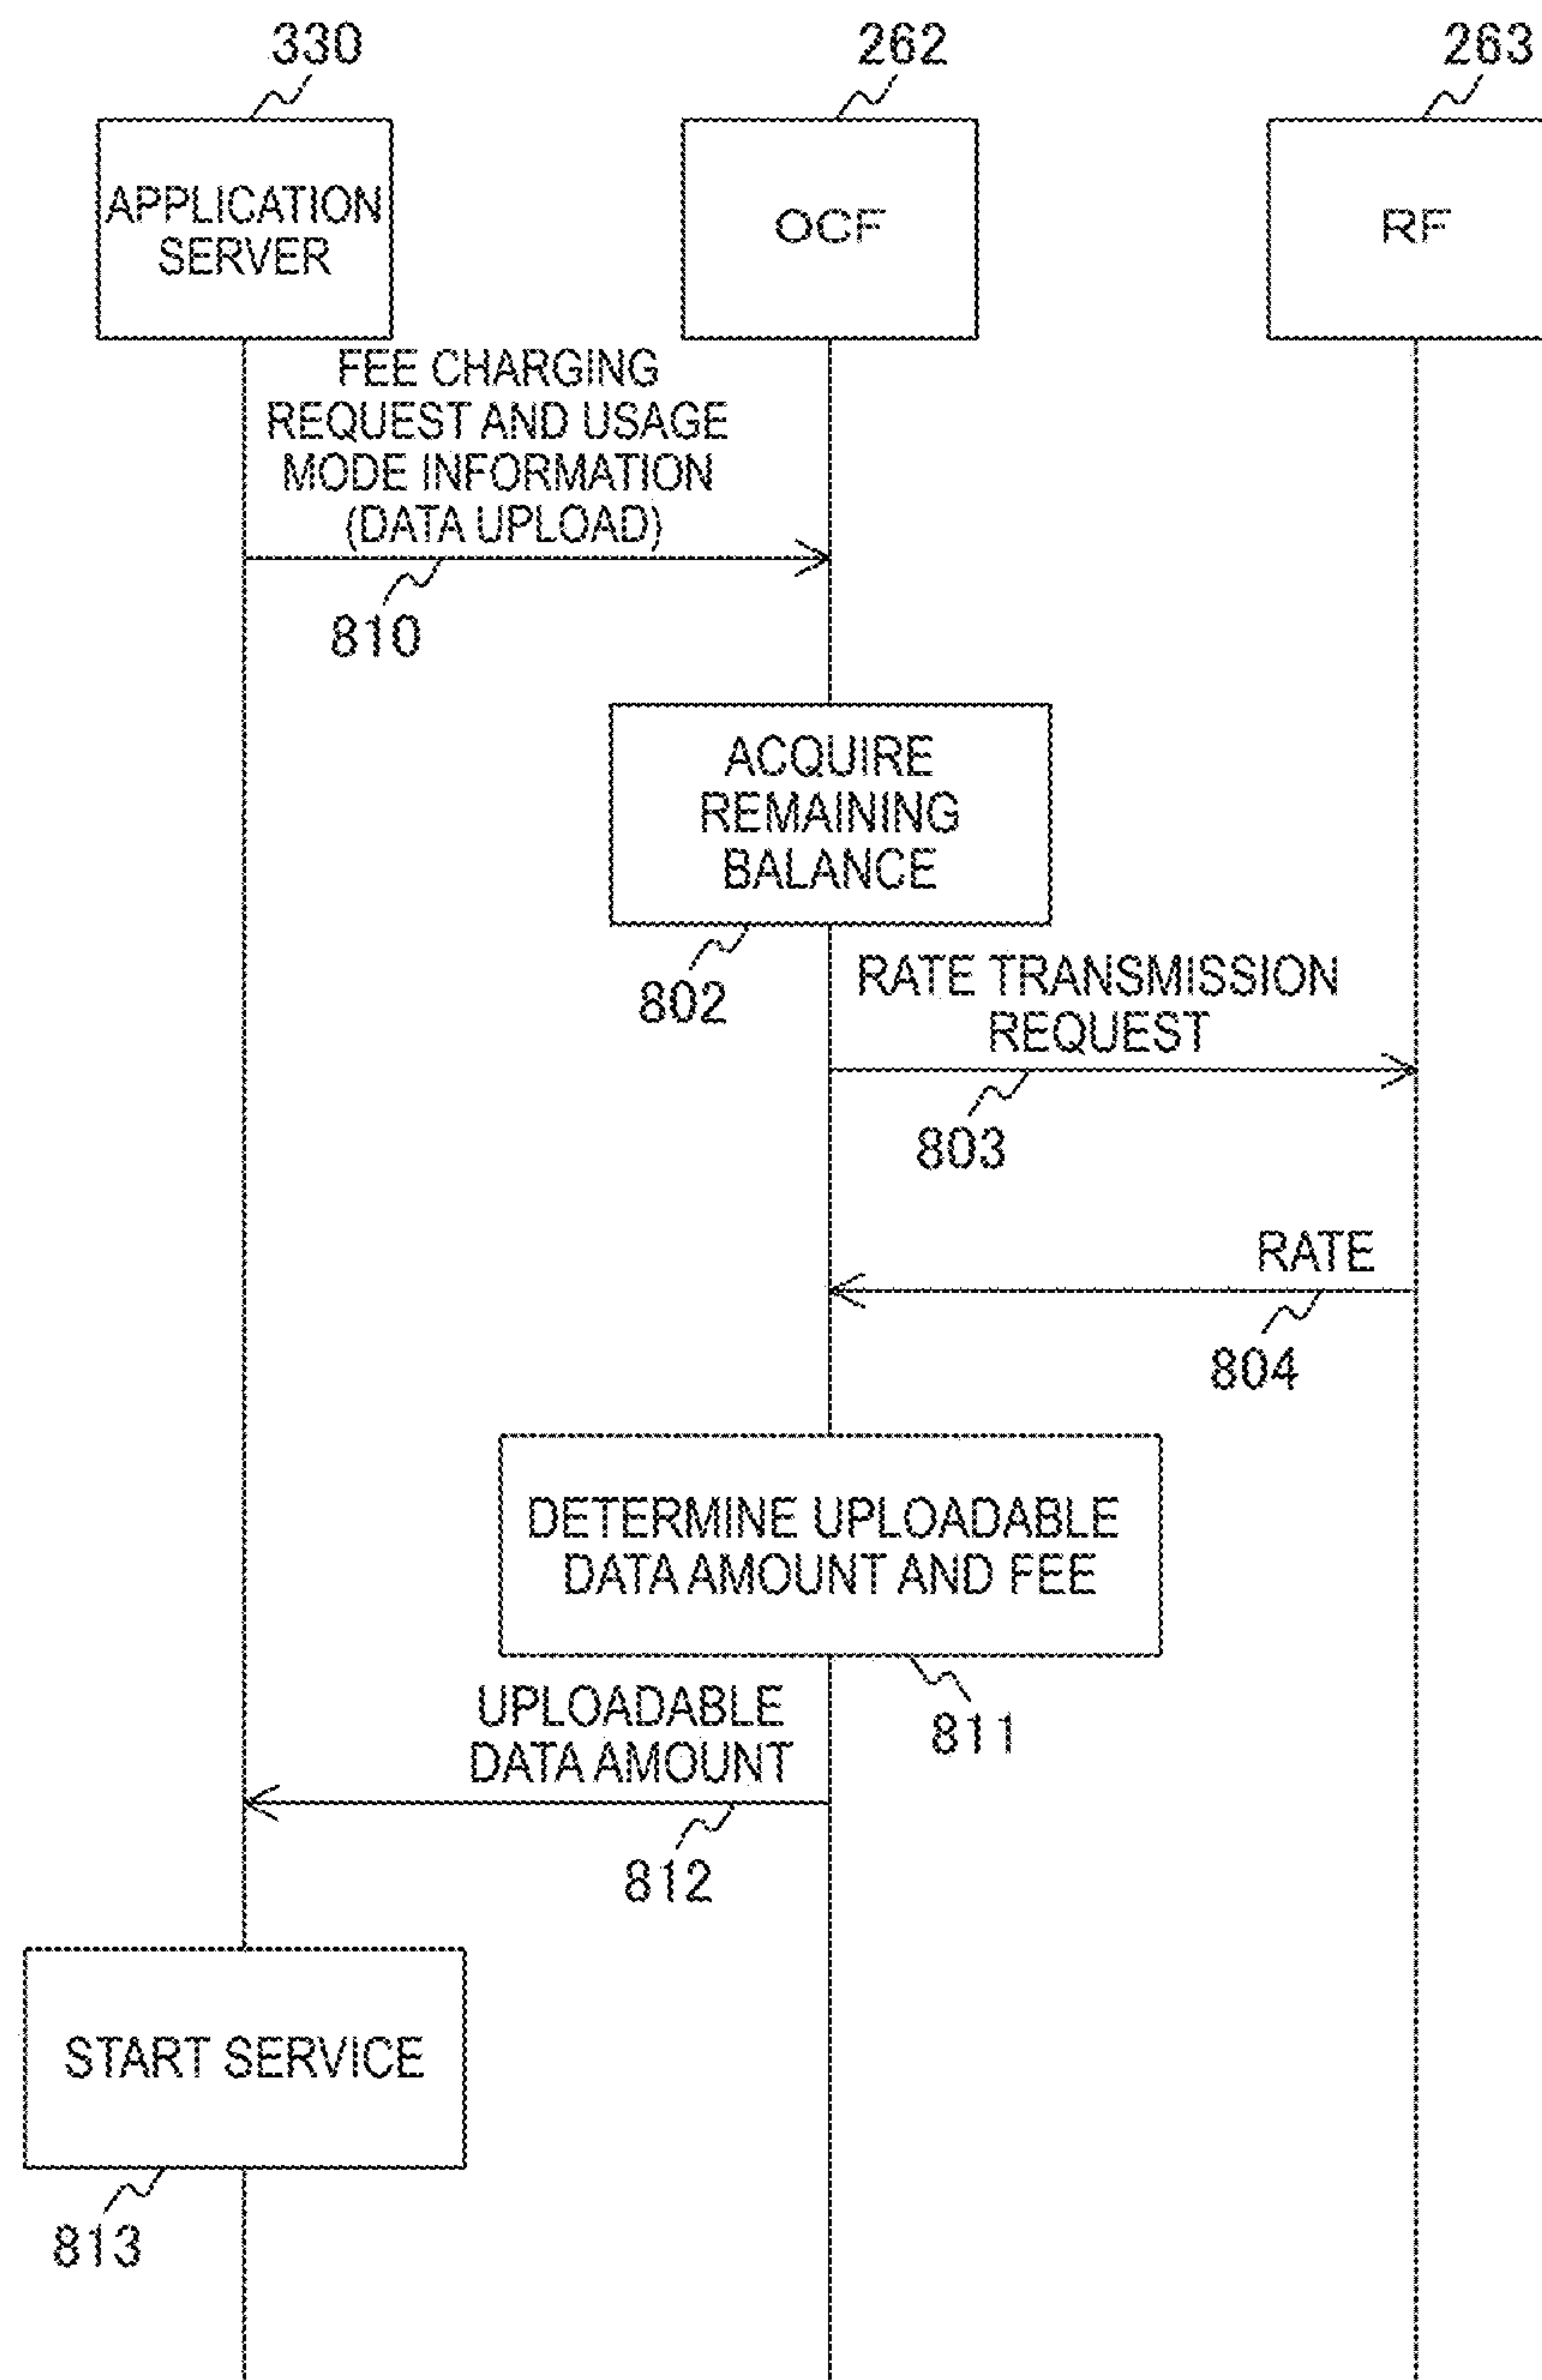 330
262
263
APPLICATION
SERVER
OCF
RF
FEE CHARGING
REQUEST AND USAGE
MODE INFORMATION
(DATA UPLOAD)
810
ACQUIRE
REMAINING
BALANCE
802
RATE TRANSMISSION
REQUEST
803
RATE
804
DETERMINE UPLOADABLE
DATA AMOUNT AND FEE
811
UPLOADABLE
DATA AMOUNT
812
START SERVICE
813